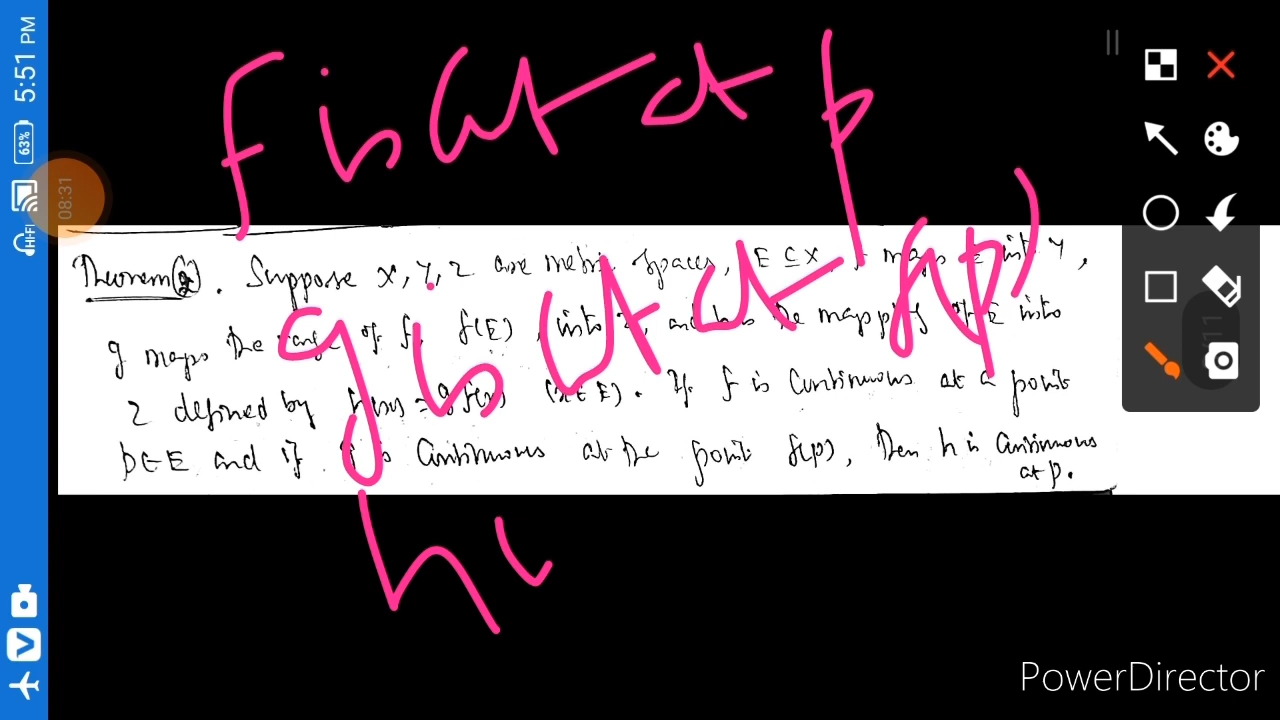 5:51 PM
63%
HI-FI
08:31
f is at p
Theorem. Suppose X, Y, Z are metric spaces, E ⊆ X, maps E into Y,
g maps the range of f, f(E), into Z, and h is the mapping of E into
g is at f(p)
Z defined by h(x) = g f(x) (x ∈ E). If f is Continuous at a point
p ∈ E and if g is Continuous at the point f(p), then h is Continuous
at p.
h
PowerDirector